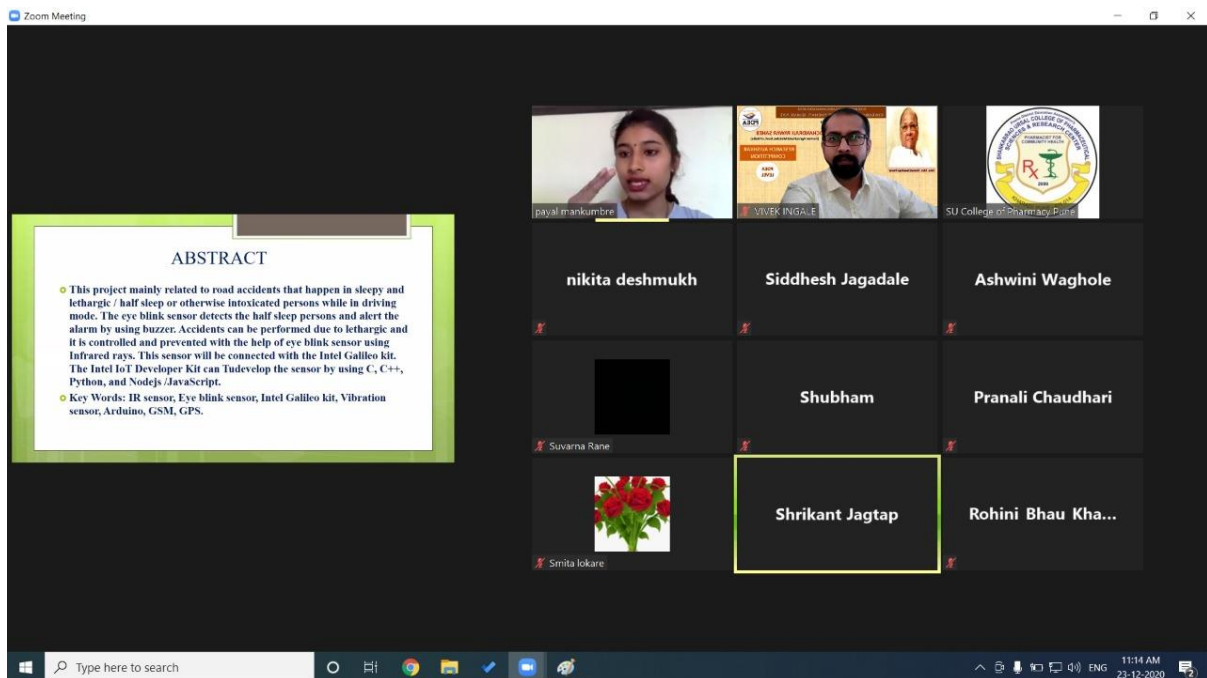 Zoom Meeting
ABSTRACT
This project mainly related to road accidents that happen in sleepy and
lethargic / half sleep or otherwise intoxicated persons while in driving
mode. The eye blink sensor detects the half sleep persons and alert the
alarm by using buzzer. Accidents can be performed due to lethargic and
it is controlled and prevented with the help of eye blink sensor using
Infrared rays. This sensor will be connected with the Intel Galileo kit.
The Intel IoT Developer Kit can Tudevelop the sensor by using C, C++,
Python, and Nodejs /JavaScript.
Key Words: IR sensor, Eye blink sensor, Intel Galileo kit, Vibration
sensor, Arduino, GSM, GPS.
payal mankumbre
VIVEK INGALE
PHARMACIST FOR
COMMUNITY HEALTH
Rx
SU College of Pharmacy Pune
nikita deshmukh
Siddhesh Jagadale
Ashwini Waghole
Suvarna Rane
Shubham
Pranali Chaudhari
Smita lokare
Shrikant Jagtap
Rohini Bhau Kha...
Type here to search
ENG
11:14 AM
23-12-2020
2